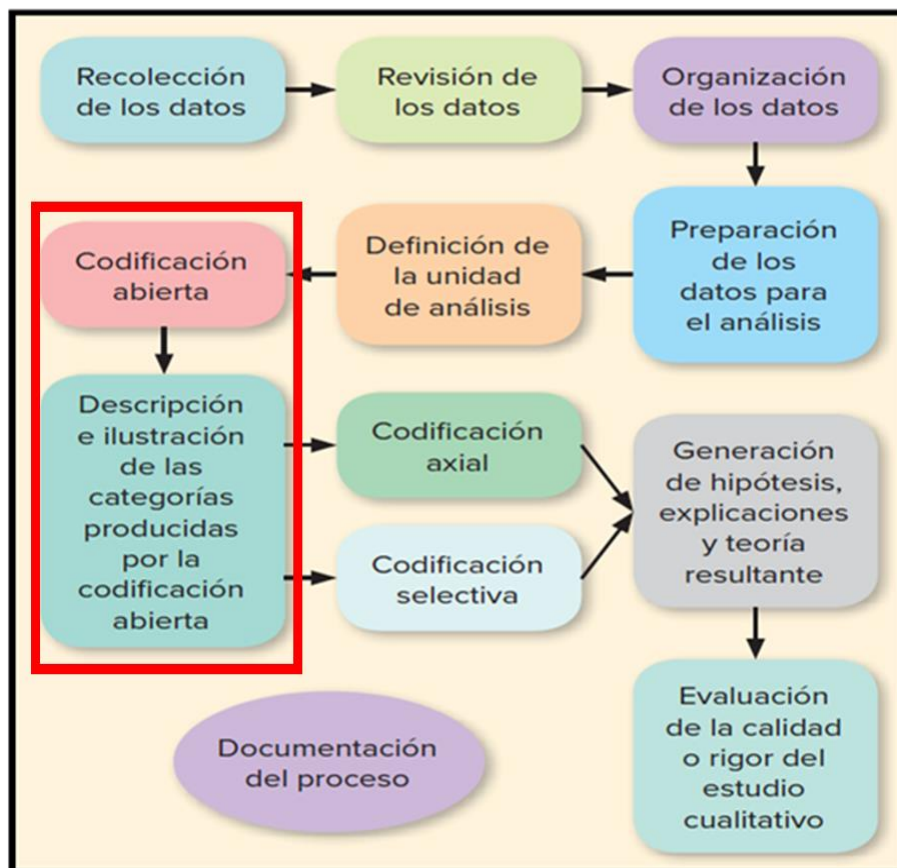 Recolección
de los datos
Revisión de
los datos
Organización
de los datos
Preparación
de los
datos para
el análisis
Definición de
la unidad
de análisis
Codificación
abierta
Descripción
e ilustración
de las
categorías
producidas
por la
codificación
abierta
Codificación
axial
Codificación
selectiva
Generación
de hipótesis,
explicaciones
y teoría
resultante
Evaluación
de la calidad
o rigor del
estudio
cualitativo
Documentación
del proceso